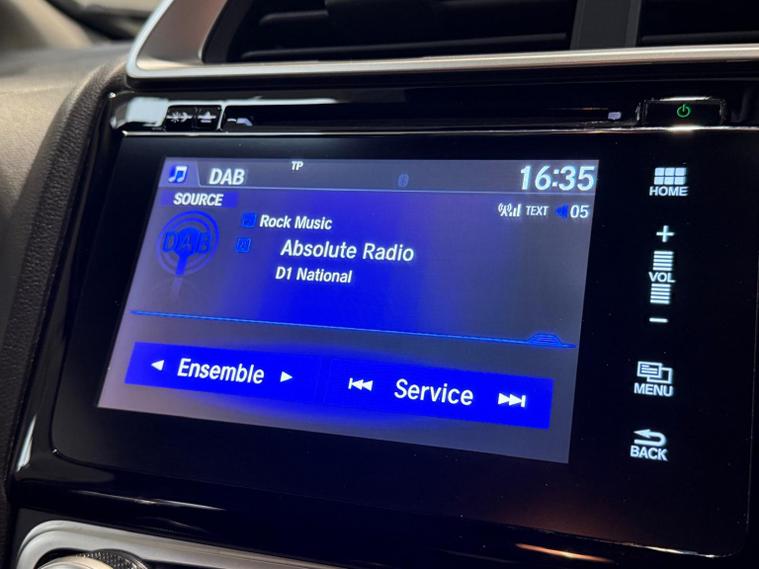 DAB
TP
16:35
SOURCE
TEXT
05
DAB
Rock Music
Absolute Radio
D1 National
Ensemble
Service
HOME
+
VOL
-
MENU
BACK